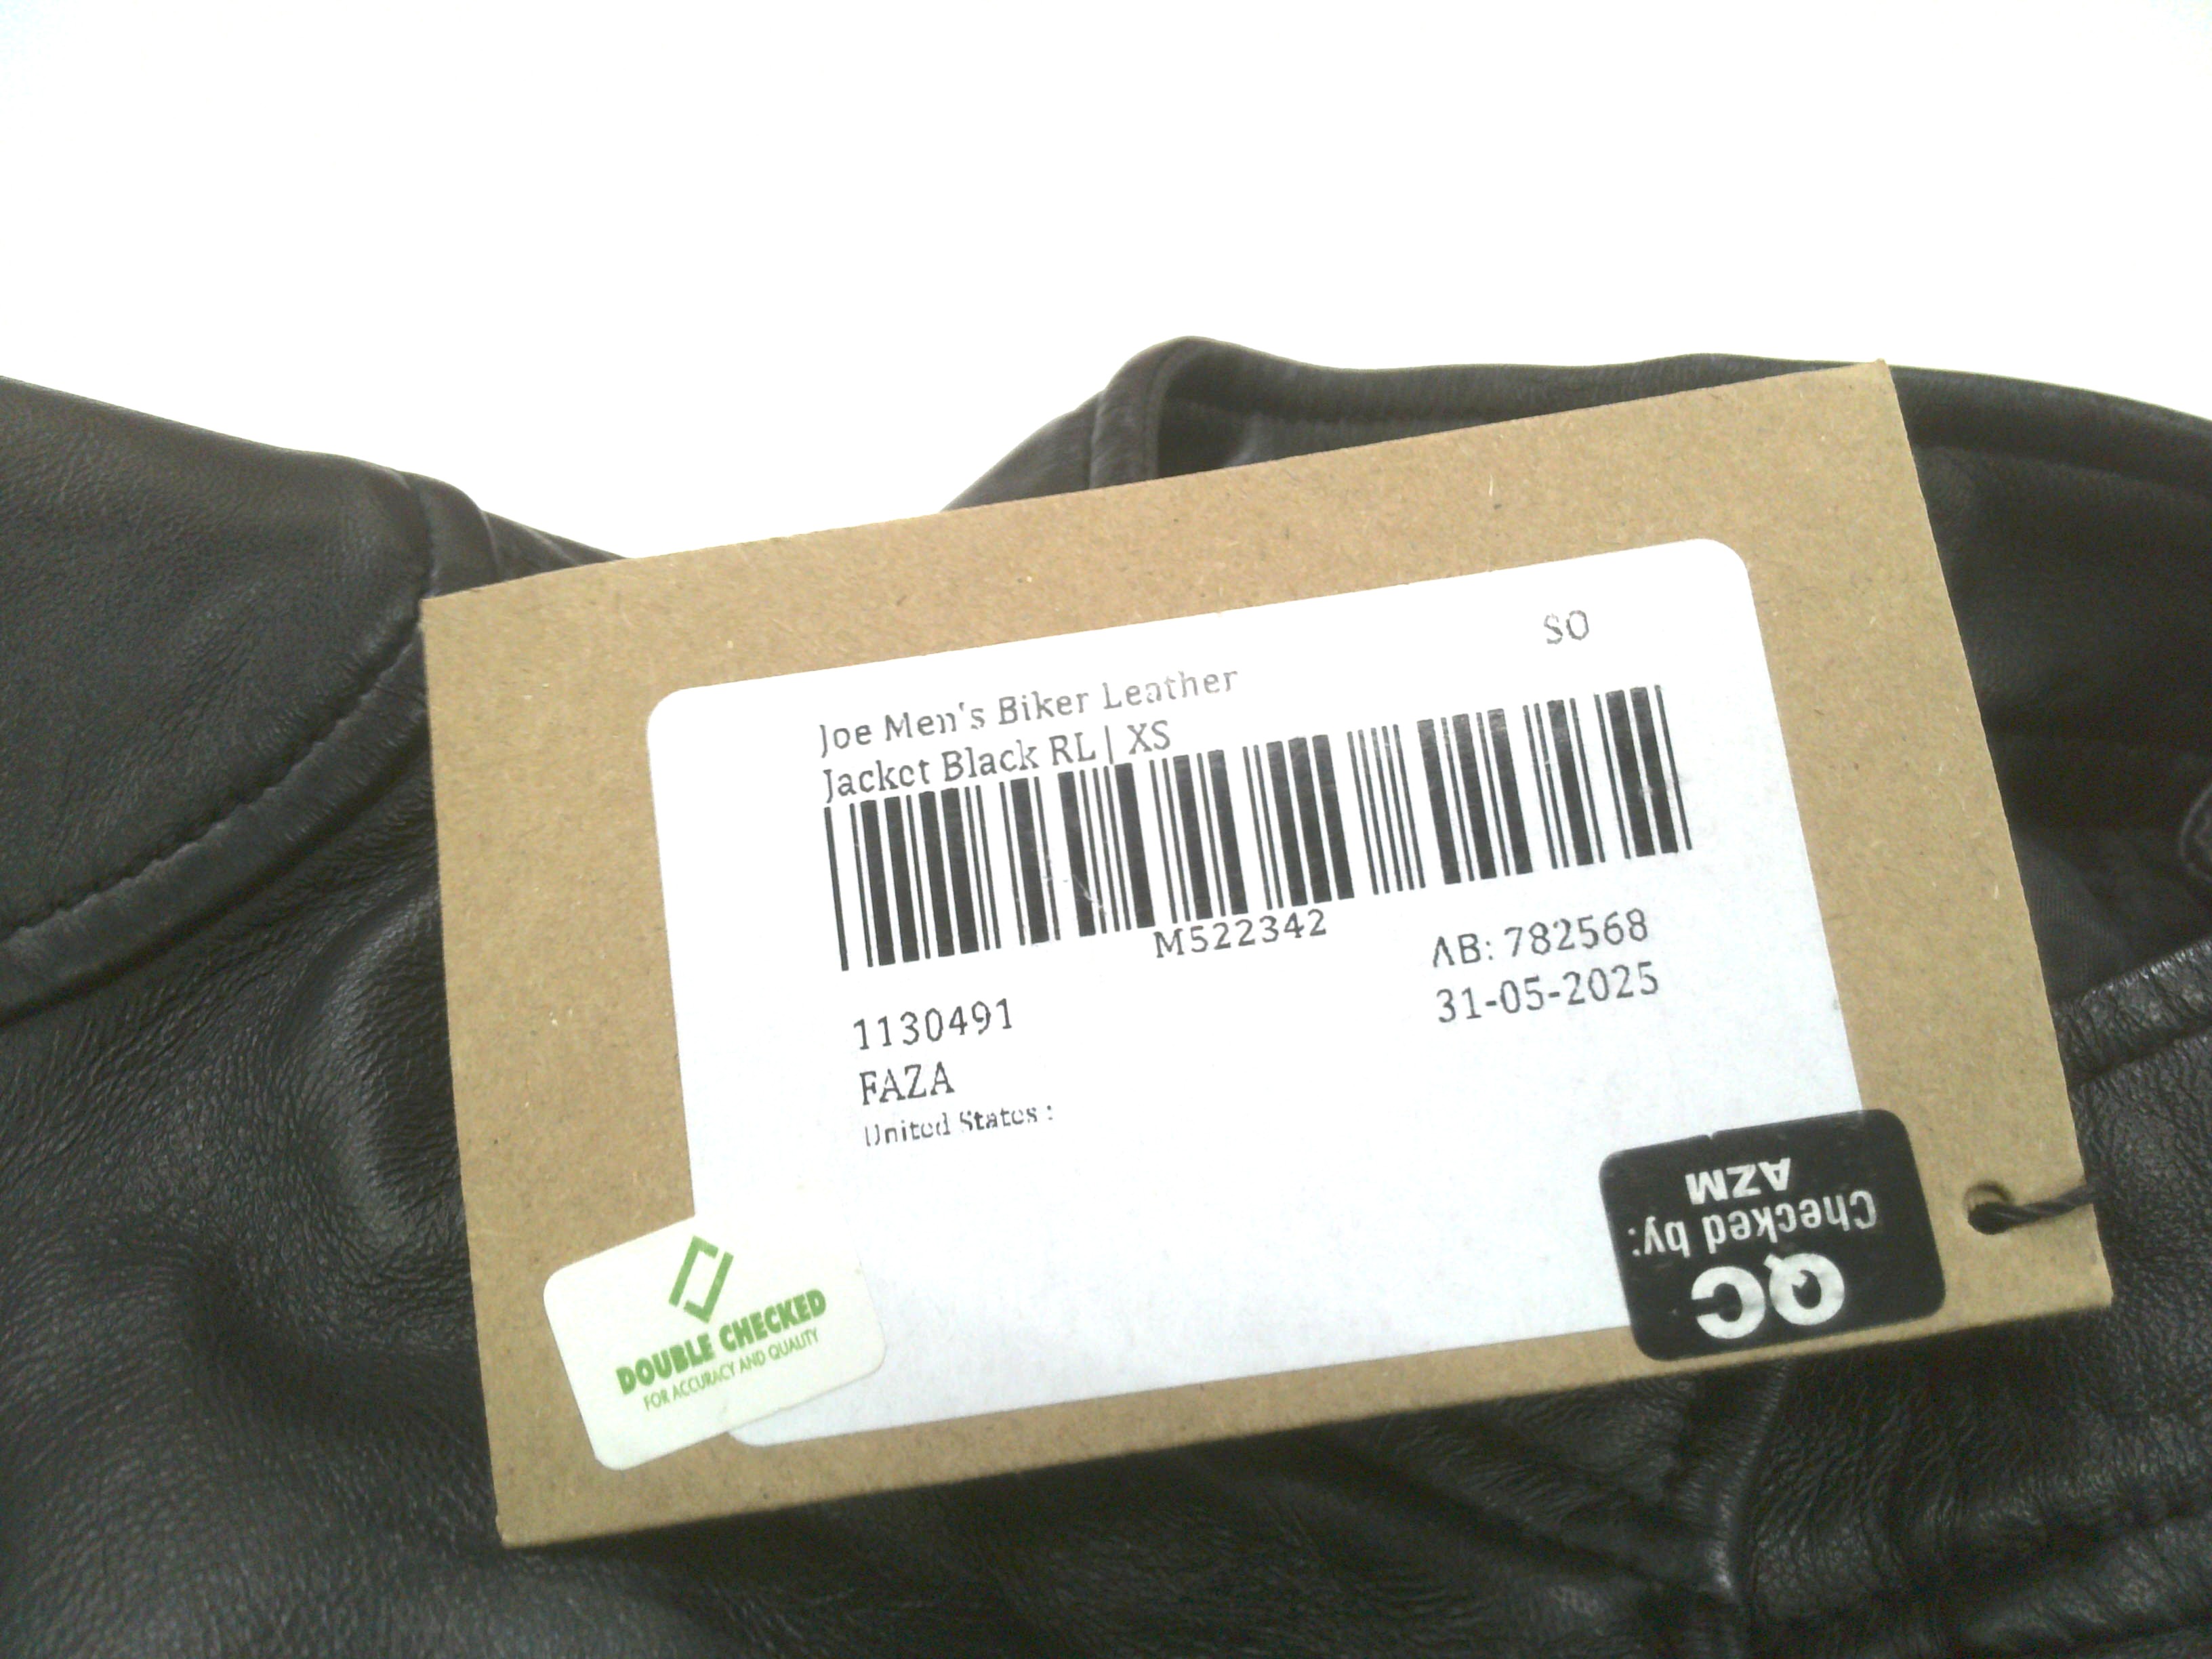 SO
Joe Men's Biker Leather
Jacket Black RL | XS
M522342
AB: 782568
31-05-2025
1130491
FAZA
United States :
DOUBLE CHECKED
FOR ACCURACY AND QUALITY
QC
Checked by:
AZM